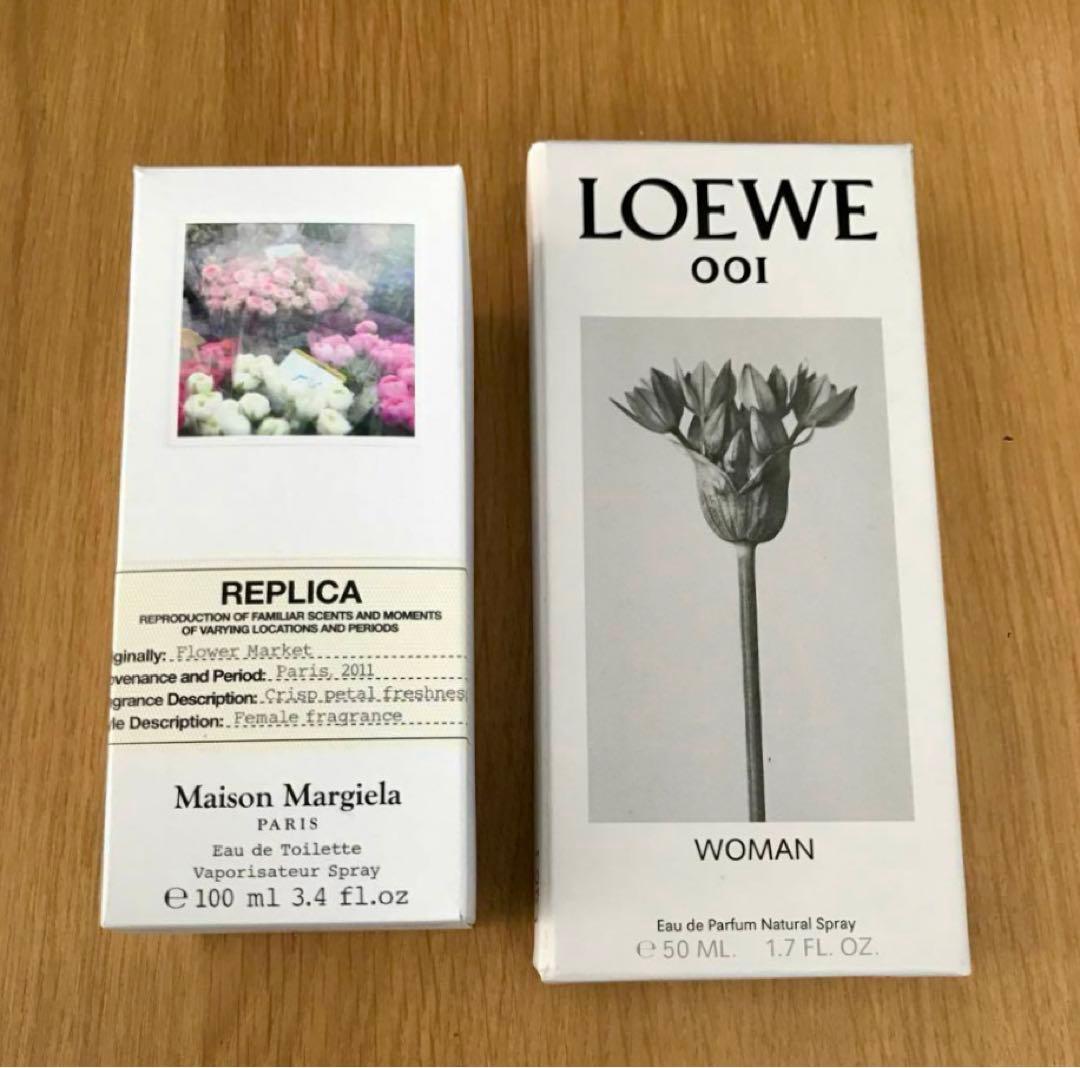 REPLICA
REPRODUCTION OF FAMILIAR SCENTS AND MOMENTS
OF VARYING LOCATIONS AND PERIODS
ginally: Flower Market
venance and Period: Paris, 2011
grance Description: Crisp petal freshnes
le Description: Female fragrance
Maison Margiela
PARIS
Eau de Toilette
Vaporisateur Spray
℮ 100 ml 3.4 fl.oz
LOEWE
001
WOMAN
Eau de Parfum Natural Spray
℮ 50 ML. 1.7 FL. OZ.